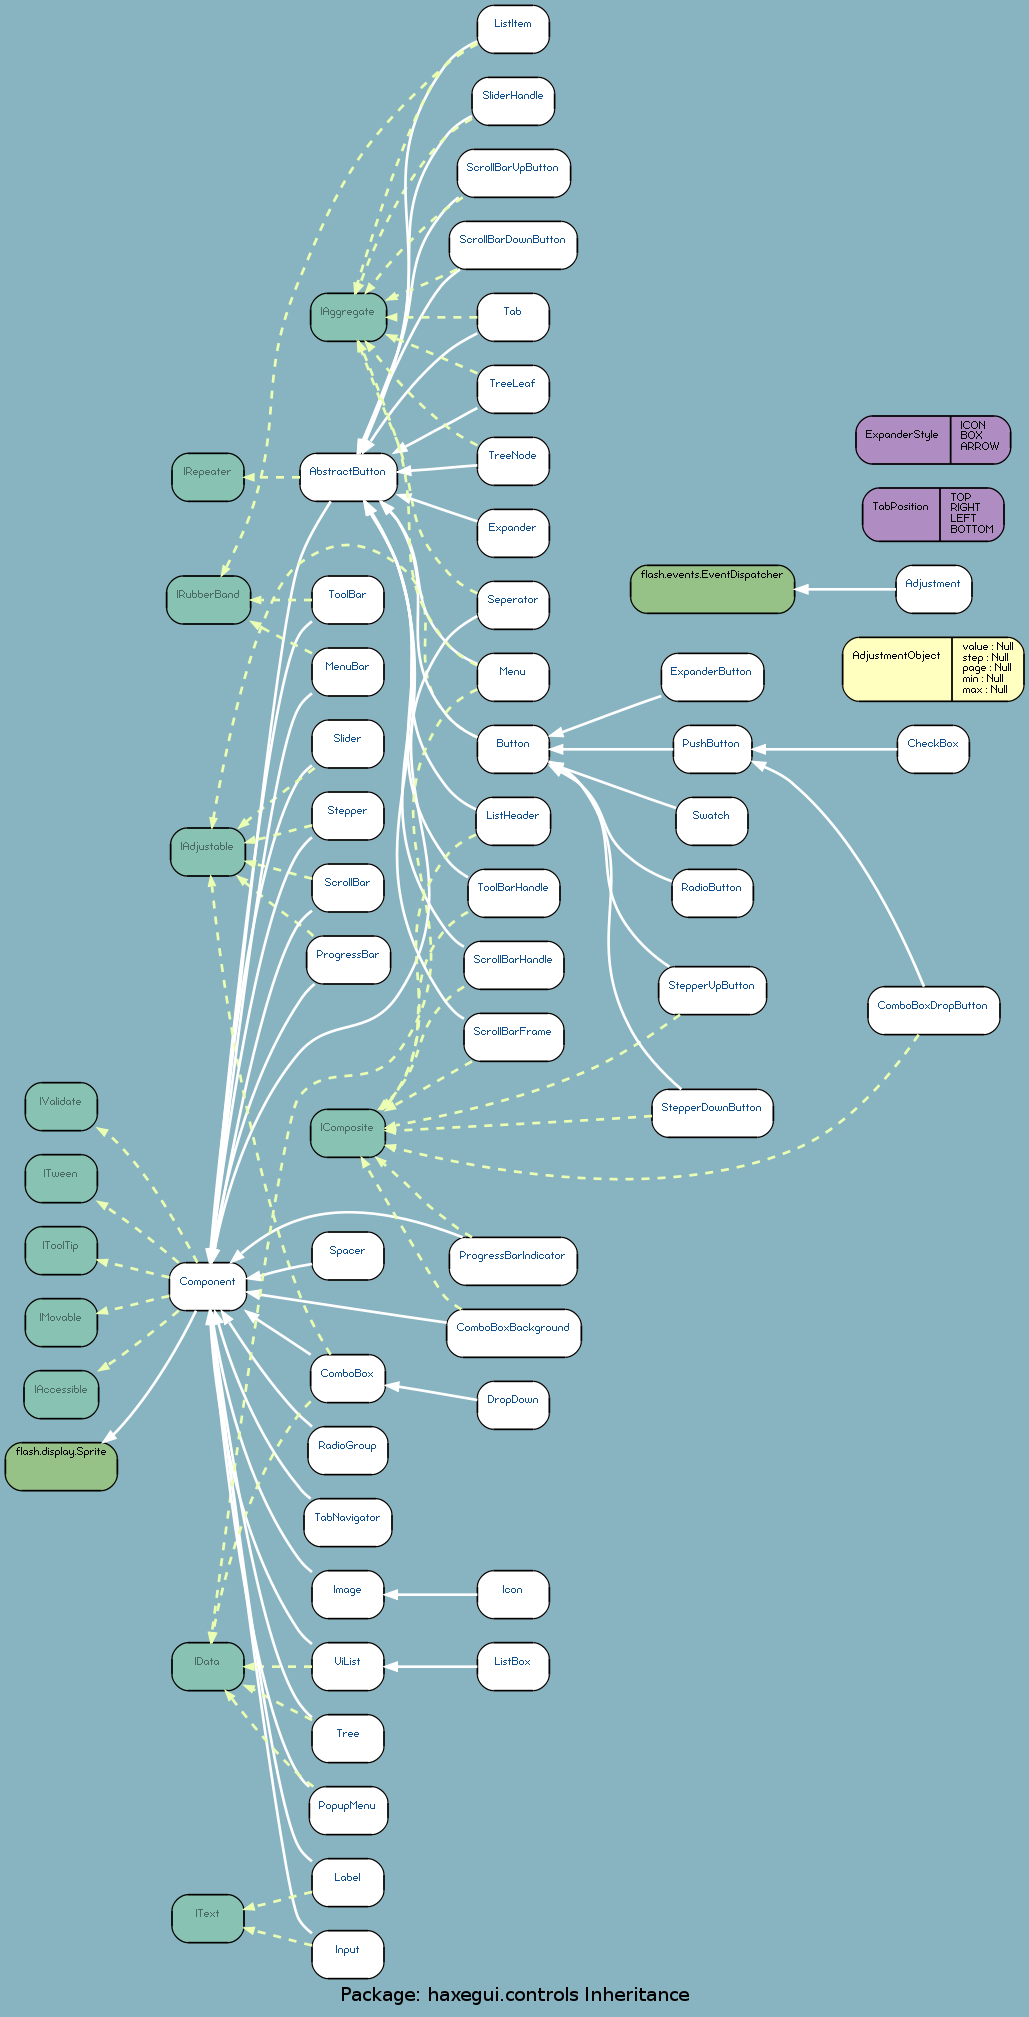 ListItem
SliderHandle
ScrollBarUpButton
ScrollBarDownButton
IAggregate
Tab
TreeLeaf
ExpanderStyle
ICON
BOX
ARROW
IRepeater
AbstractButton
TreeNode
TabPosition
TOP
RIGHT
LEFT
BOTTOM
Expander
flash.events.EventDispatcher
Adjustment
IRubberBand
ToolBar
Seperator
MenuBar
Menu
ExpanderButton
AdjustmentObject
value : Null
step : Null
page : Null
min : Null
max : Null
Slider
Button
PushButton
CheckBox
IAdjustable
Stepper
ListHeader
Swatch
ScrollBar
ToolBarHandle
RadioButton
ProgressBar
ScrollBarHandle
StepperUpButton
ComboBoxDropButton
ScrollBarFrame
IValidate
IComposite
StepperDownButton
ITween
IToolTip
Spacer
ProgressBarIndicator
Component
IMovable
ComboBoxBackground
IAccessible
ComboBox
DropDown
flash.display.Sprite
RadioGroup
TabNavigator
Image
Icon
IData
UiList
ListBox
Tree
PopupMenu
Label
IText
Input
Package: haxegui.controls Inheritance